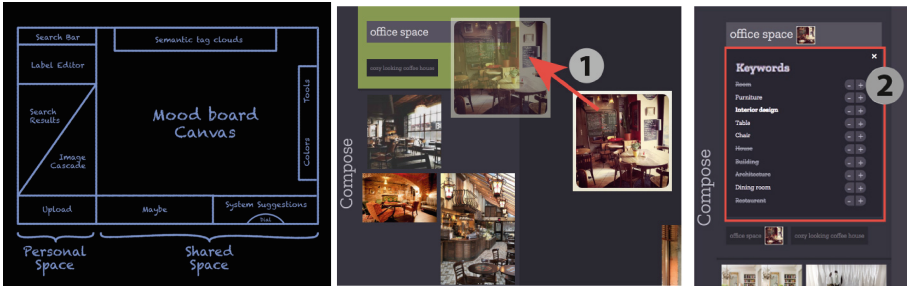 Search Bar
Semantic tag clouds
Label Editor
Tools
Search
Results
Mood board
Canvas
Image
Cascade
Colors
Upload
Maybe
System Suggestions
Dial
Personal
Space
Shared
Space
office space
cozy looking coffee house
1
Compose
office space
×
Keywords
Room - +
Furniture - +
Interior design - +
Table - +
Chair - +
House - +
Building - +
Architecture - +
Dining room - +
Restaurant - +
2
Compose
office space
cozy looking coffee house